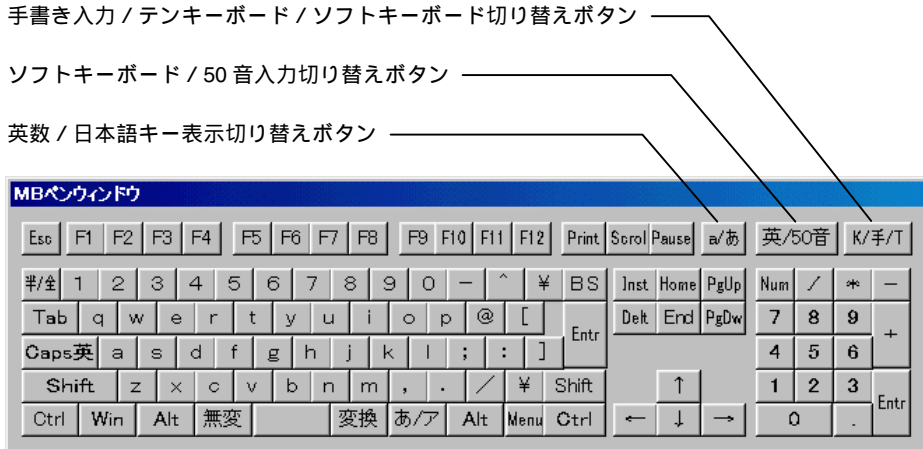 手書き入力 / テンキーボード / ソフトキーボード切り替えボタン
ソフトキーボード / 50 音入力切り替えボタン
英数 / 日本語キー表示切り替えボタン
MBペンウィンドウ
Esc F1 F2 F3 F4 F5 F6 F7 F8 F9 F10 F11 F12 Print Scrol Pause a/あ 英/50音 K/手/T
半/全 1 2 3 4 5 6 7 8 9 0 - ^ ¥ BS Inst Home PgUp Num / * -
Tab q w e r t y u i o p @ [ Entr Delt End PgDw 7 8 9 +
Caps英 a s d f g h j k l ; : ] 4 5 6
Shift z x c v b n m , . / ¥ Shift ↑ 1 2 3 Entr
Ctrl Win Alt 無変 変換 あ/ア Alt Menu Ctrl ← ↓ → 0 .